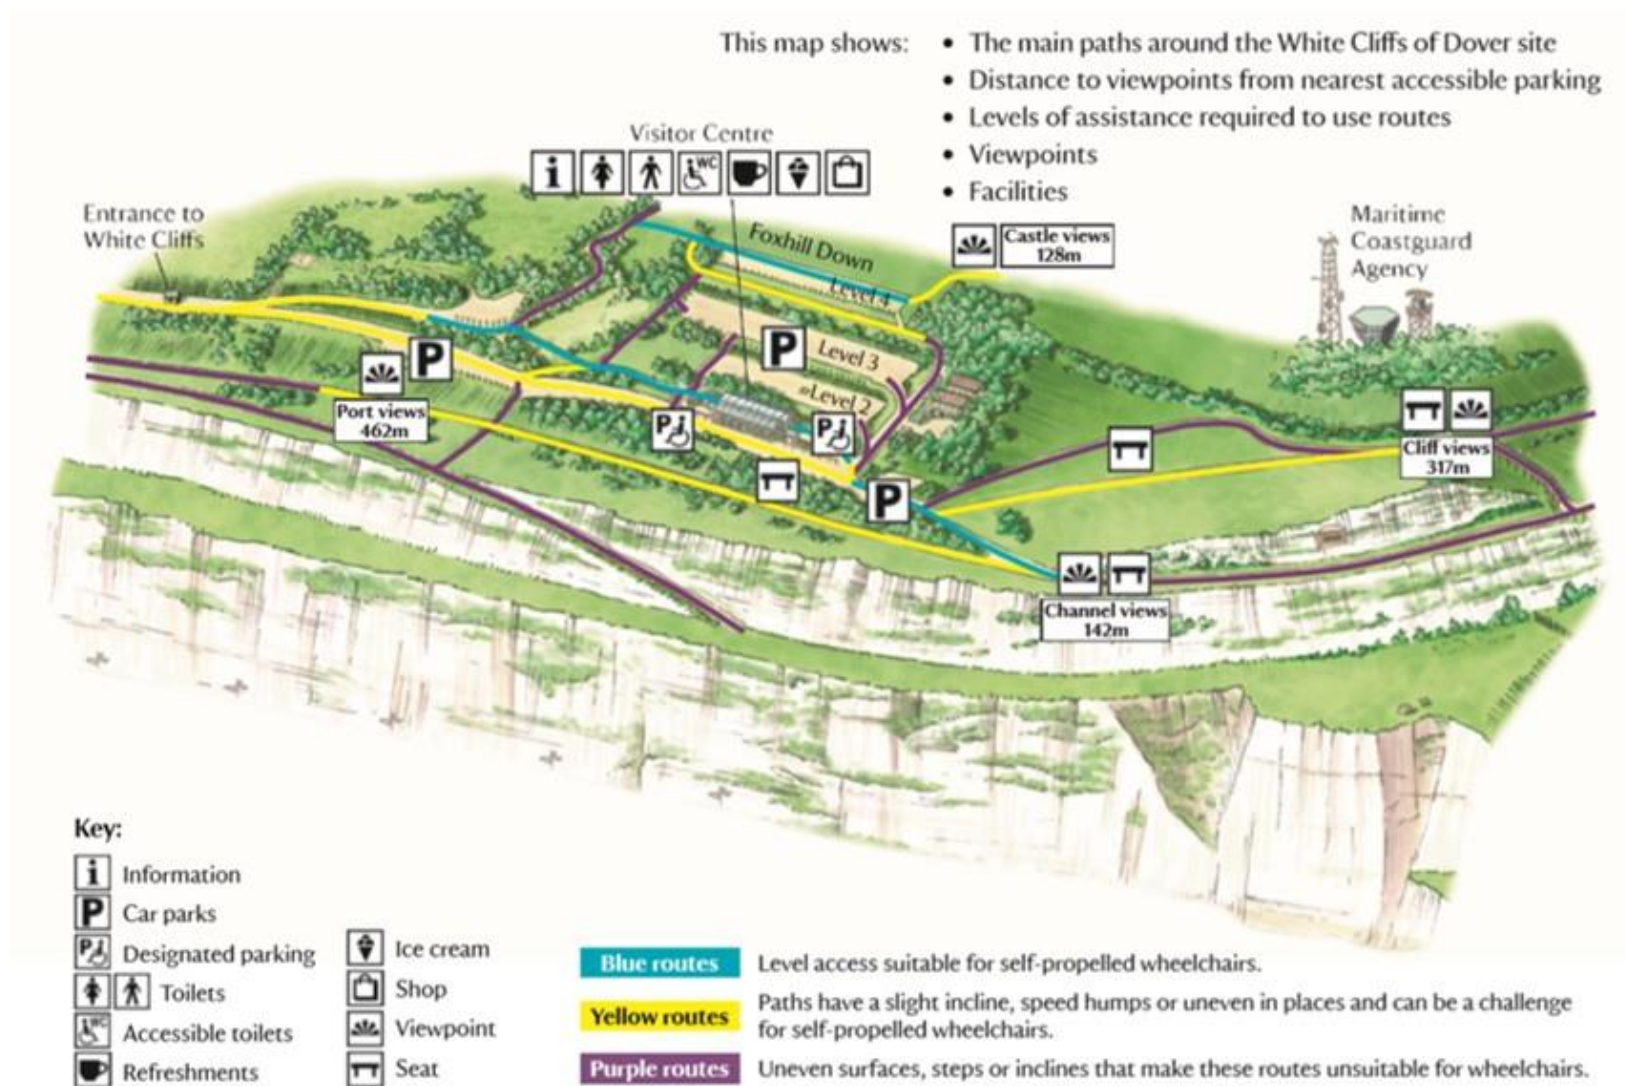 This map shows:
• The main paths around the White Cliffs of Dover site
• Distance to viewpoints from nearest accessible parking
• Levels of assistance required to use routes
• Viewpoints
• Facilities
Visitor Centre
i
WC
Entrance to
White Cliffs
Foxhill Down
Level 4
Castle views
128m
Maritime
Coastguard
Agency
P
P
Level 3
Level 2
Port views
462m
P
P
Cliff views
317m
P
Channel views
142m
Key:
i Information
P Car parks
P Designated parking
Toilets
WC Accessible toilets
Refreshments
Ice cream
Shop
Viewpoint
Seat
Blue routes Level access suitable for self-propelled wheelchairs.
Yellow routes Paths have a slight incline, speed humps or uneven in places and can be a challenge
for self-propelled wheelchairs.
Purple routes Uneven surfaces, steps or inclines that make these routes unsuitable for wheelchairs.